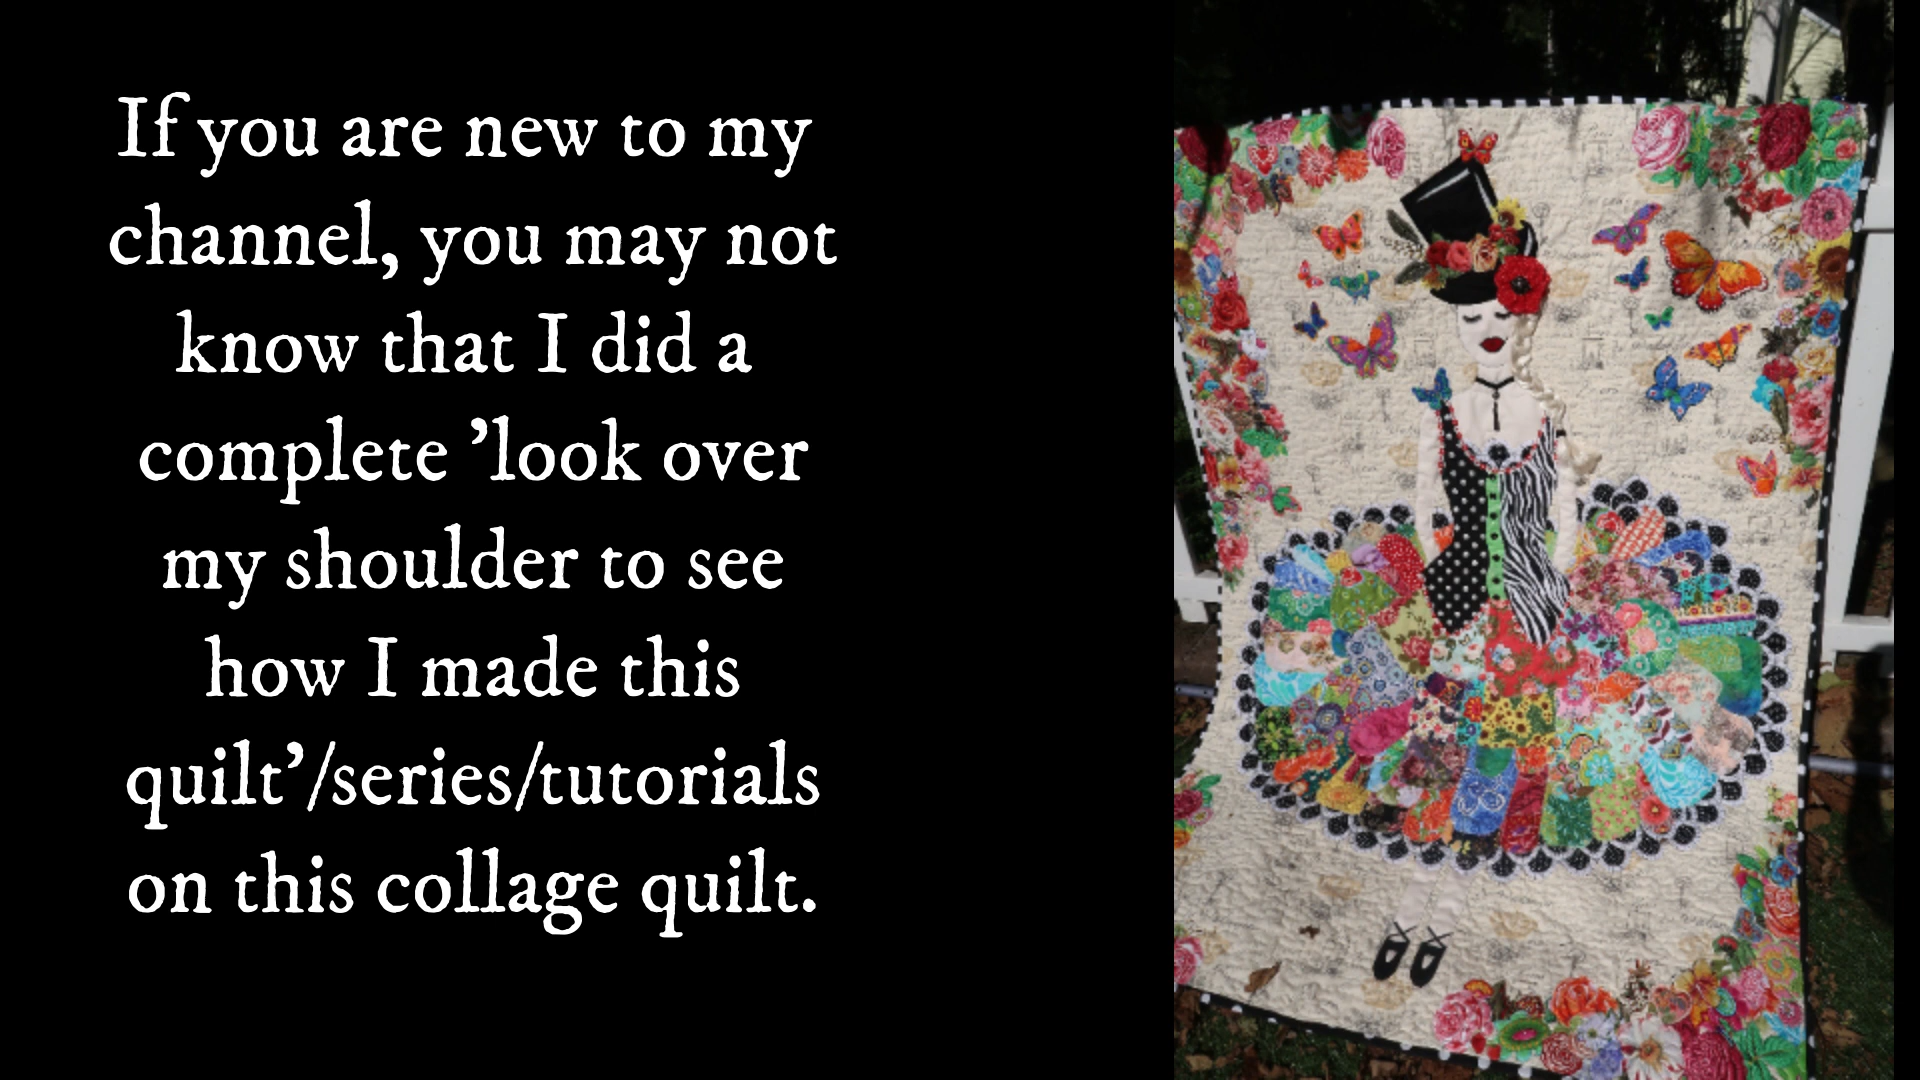 If you are new to my
channel, you may not
know that I did a
complete 'look over
my shoulder to see
how I made this
quilt'/series/tutorials
on this collage quilt.